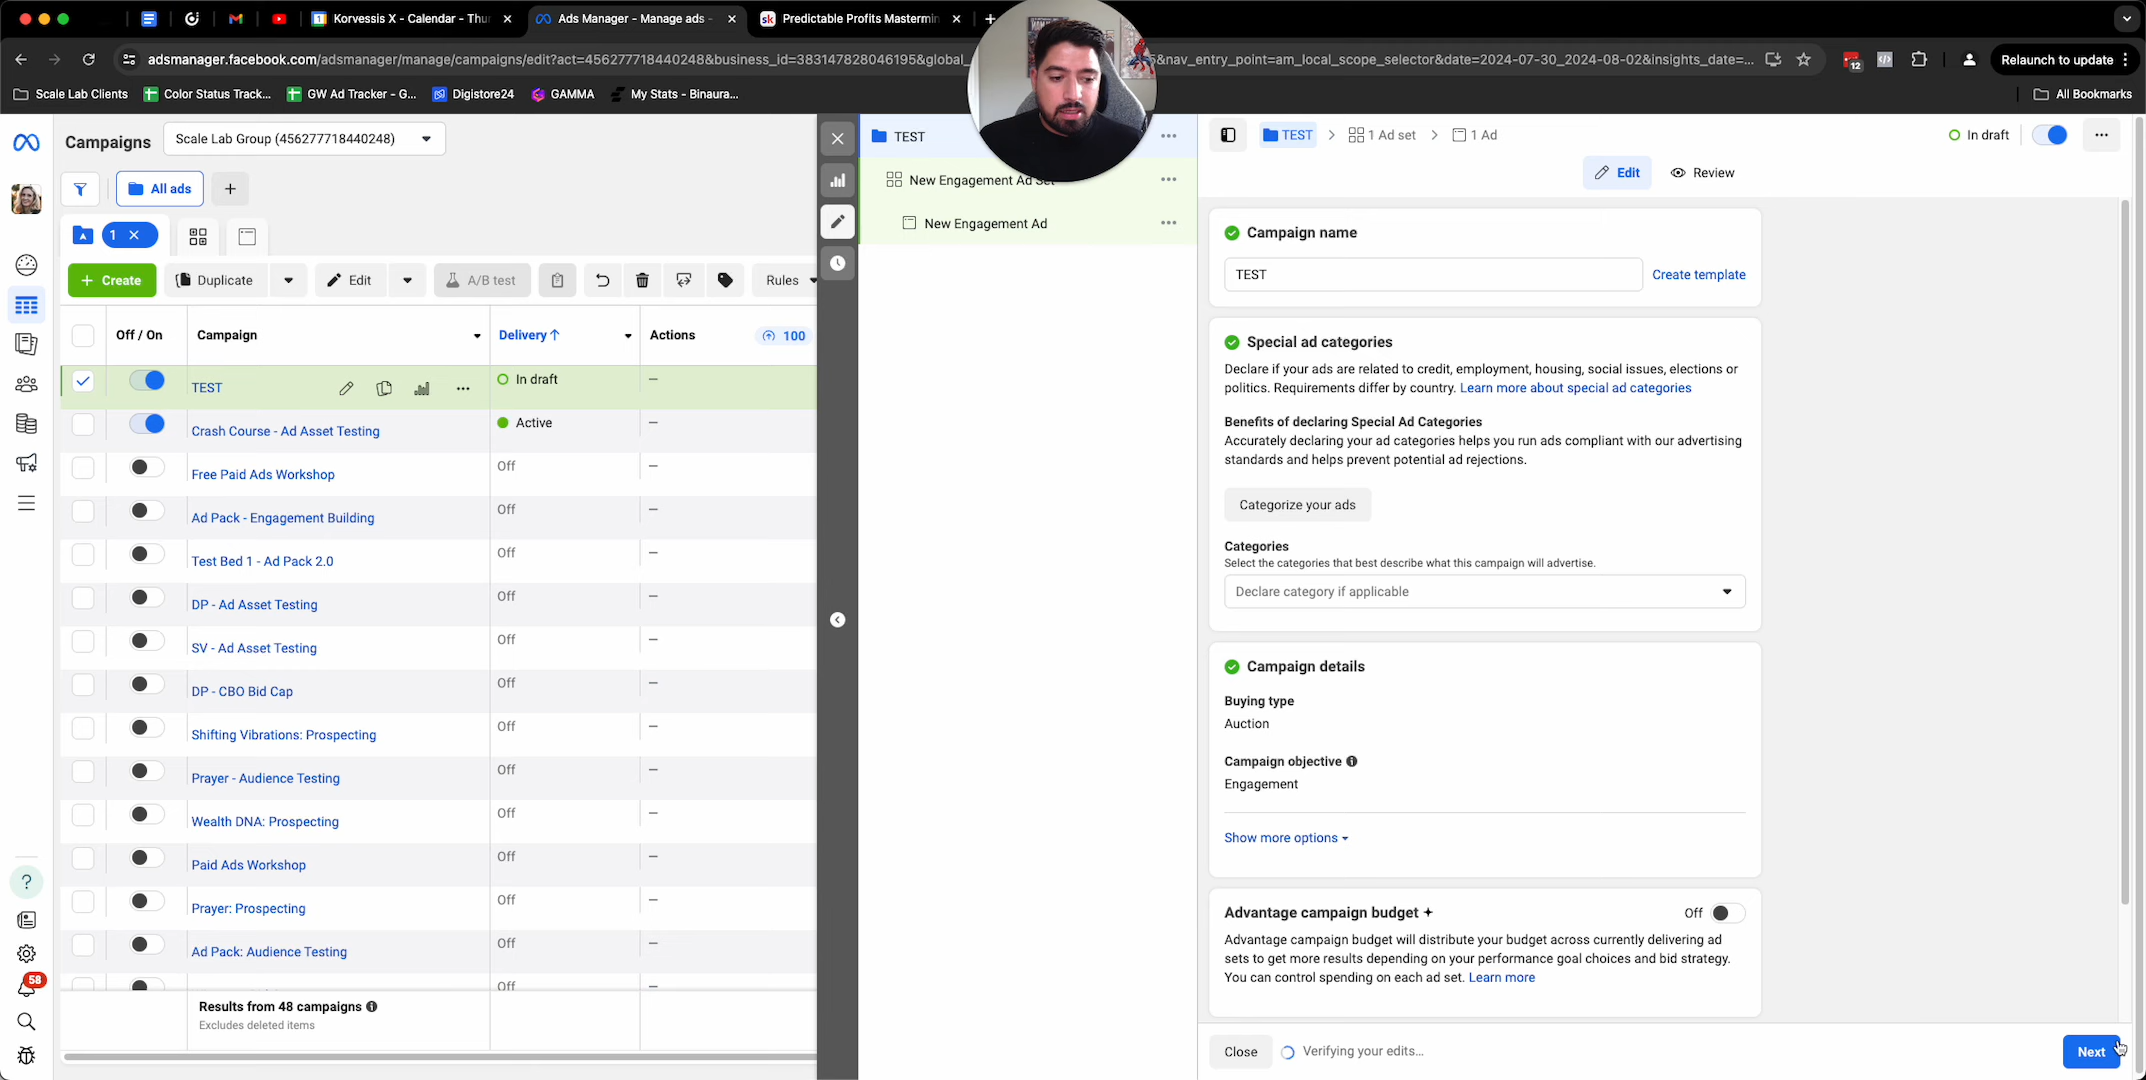 Korvessis X - Calendar - Thu
Ads Manager - Manage ads -
Predictable Profits Mastermin
adsmanager.facebook.com/adsmanager/manage/campaigns/edit?act=456277718440248&business_id=383147828046195&global_
&nav_entry_point=am_local_scope_selector&date=2024-07-30_2024-08-02&insights_date=...
12
Relaunch to update
Scale Lab Clients
Color Status Track...
GW Ad Tracker - G...
Digistore24
GAMMA
My Stats - Binaura...
All Bookmarks
Campaigns
Scale Lab Group (456277718440248)
All ads
1
Create
Duplicate
Edit
A/B test
Rules
Off / On
Campaign
Delivery↑
Actions
100
TEST
In draft
—
Crash Course - Ad Asset Testing
Active
—
Free Paid Ads Workshop
Off
—
Ad Pack - Engagement Building
Off
—
Test Bed 1 - Ad Pack 2.0
Off
—
DP - Ad Asset Testing
Off
—
SV - Ad Asset Testing
Off
—
DP - CBO Bid Cap
Off
—
Shifting Vibrations: Prospecting
Off
—
Prayer - Audience Testing
Off
—
Wealth DNA: Prospecting
Off
—
Paid Ads Workshop
Off
—
Prayer: Prospecting
Off
—
Ad Pack: Audience Testing
Off
—
Off
—
Results from 48 campaigns
Excludes deleted items
58
TEST
New Engagement Ad Set
New Engagement Ad
TEST
1 Ad set
1 Ad
In draft
Edit
Review
Campaign name
TEST
Create template
Special ad categories
Declare if your ads are related to credit, employment, housing, social issues, elections or
politics. Requirements differ by country. Learn more about special ad categories
Benefits of declaring Special Ad Categories
Accurately declaring your ad categories helps you run ads compliant with our advertising
standards and helps prevent potential ad rejections.
Categorize your ads
Categories
Select the categories that best describe what this campaign will advertise.
Declare category if applicable
Campaign details
Buying type
Auction
Campaign objective
Engagement
Show more options
Advantage campaign budget
Off
Advantage campaign budget will distribute your budget across currently delivering ad
sets to get more results depending on your performance goal choices and bid strategy.
You can control spending on each ad set. Learn more
Close
Verifying your edits...
Next